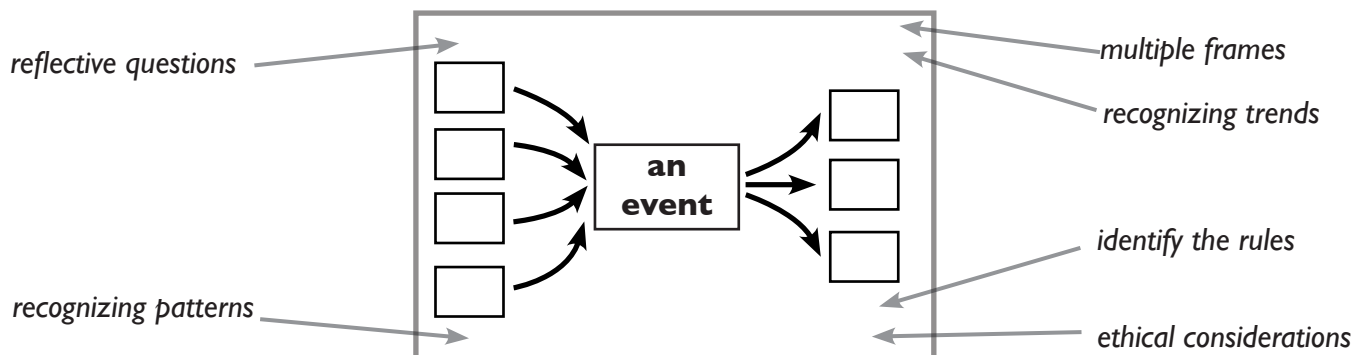 reflective questions
multiple frames
recognizing trends
an
event
identify the rules
recognizing patterns
ethical considerations